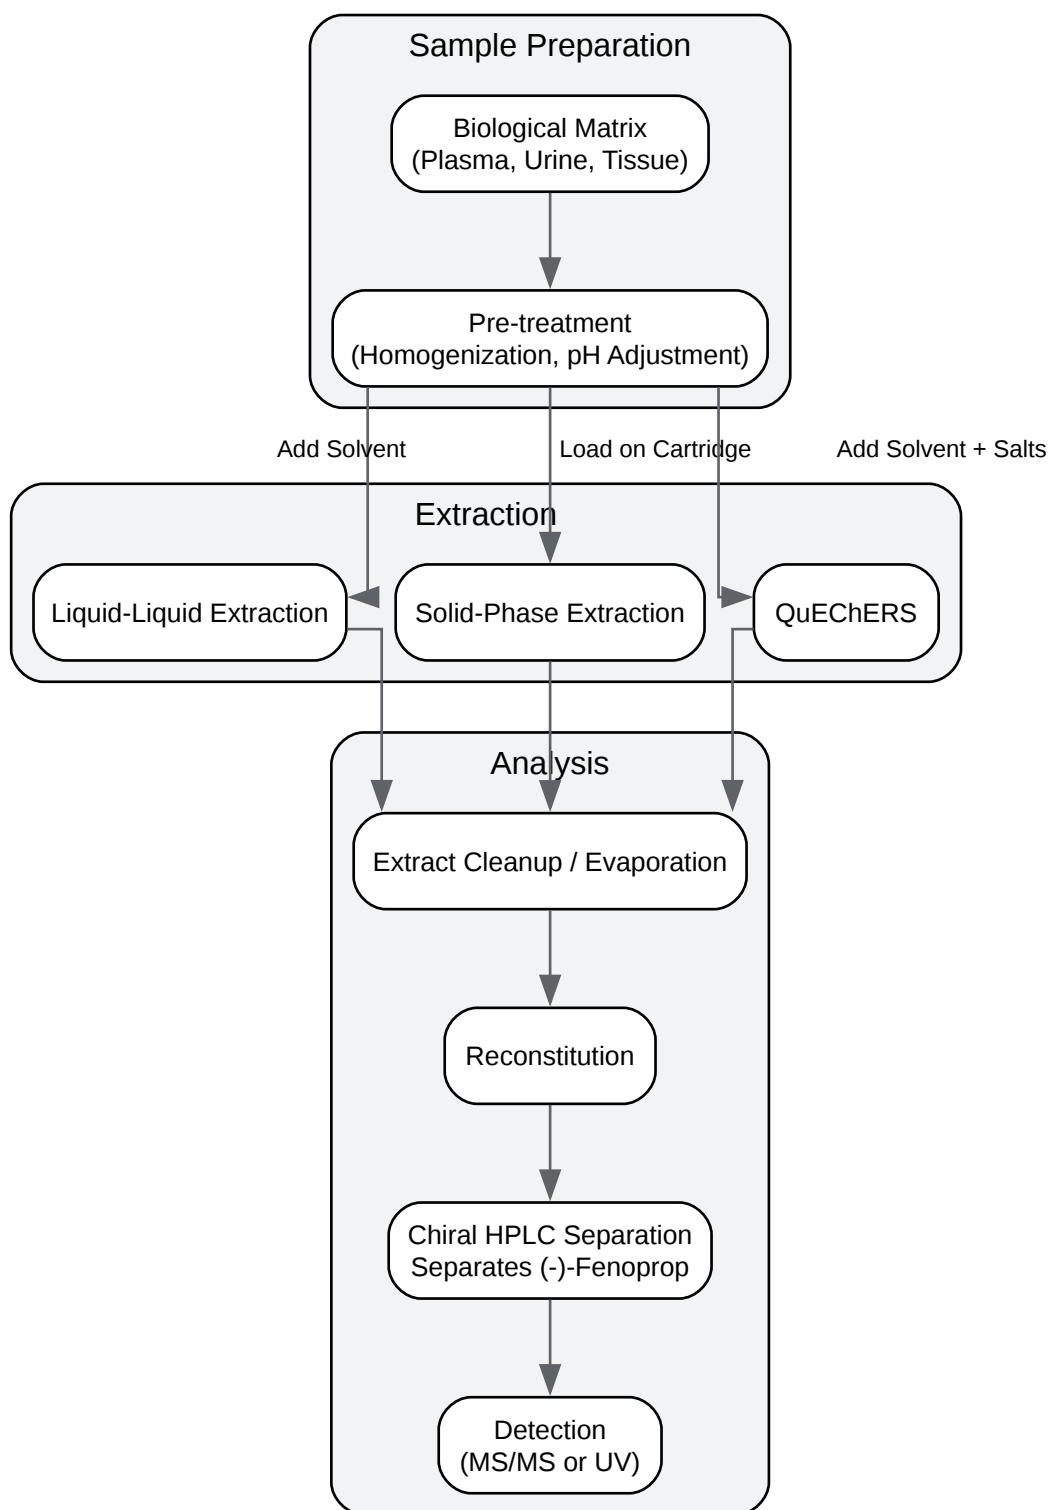 Sample Preparation
Biological Matrix
(Plasma, Urine, Tissue)
Pre-treatment
(Homogenization, pH Adjustment)
Add Solvent
Load on Cartridge
Add Solvent + Salts
Extraction
Liquid-Liquid Extraction
Solid-Phase Extraction
QuEChERS
Analysis
Extract Cleanup / Evaporation
Reconstitution
Chiral HPLC Separation
Separates (-)-Fenoprop
Detection
(MS/MS or UV)